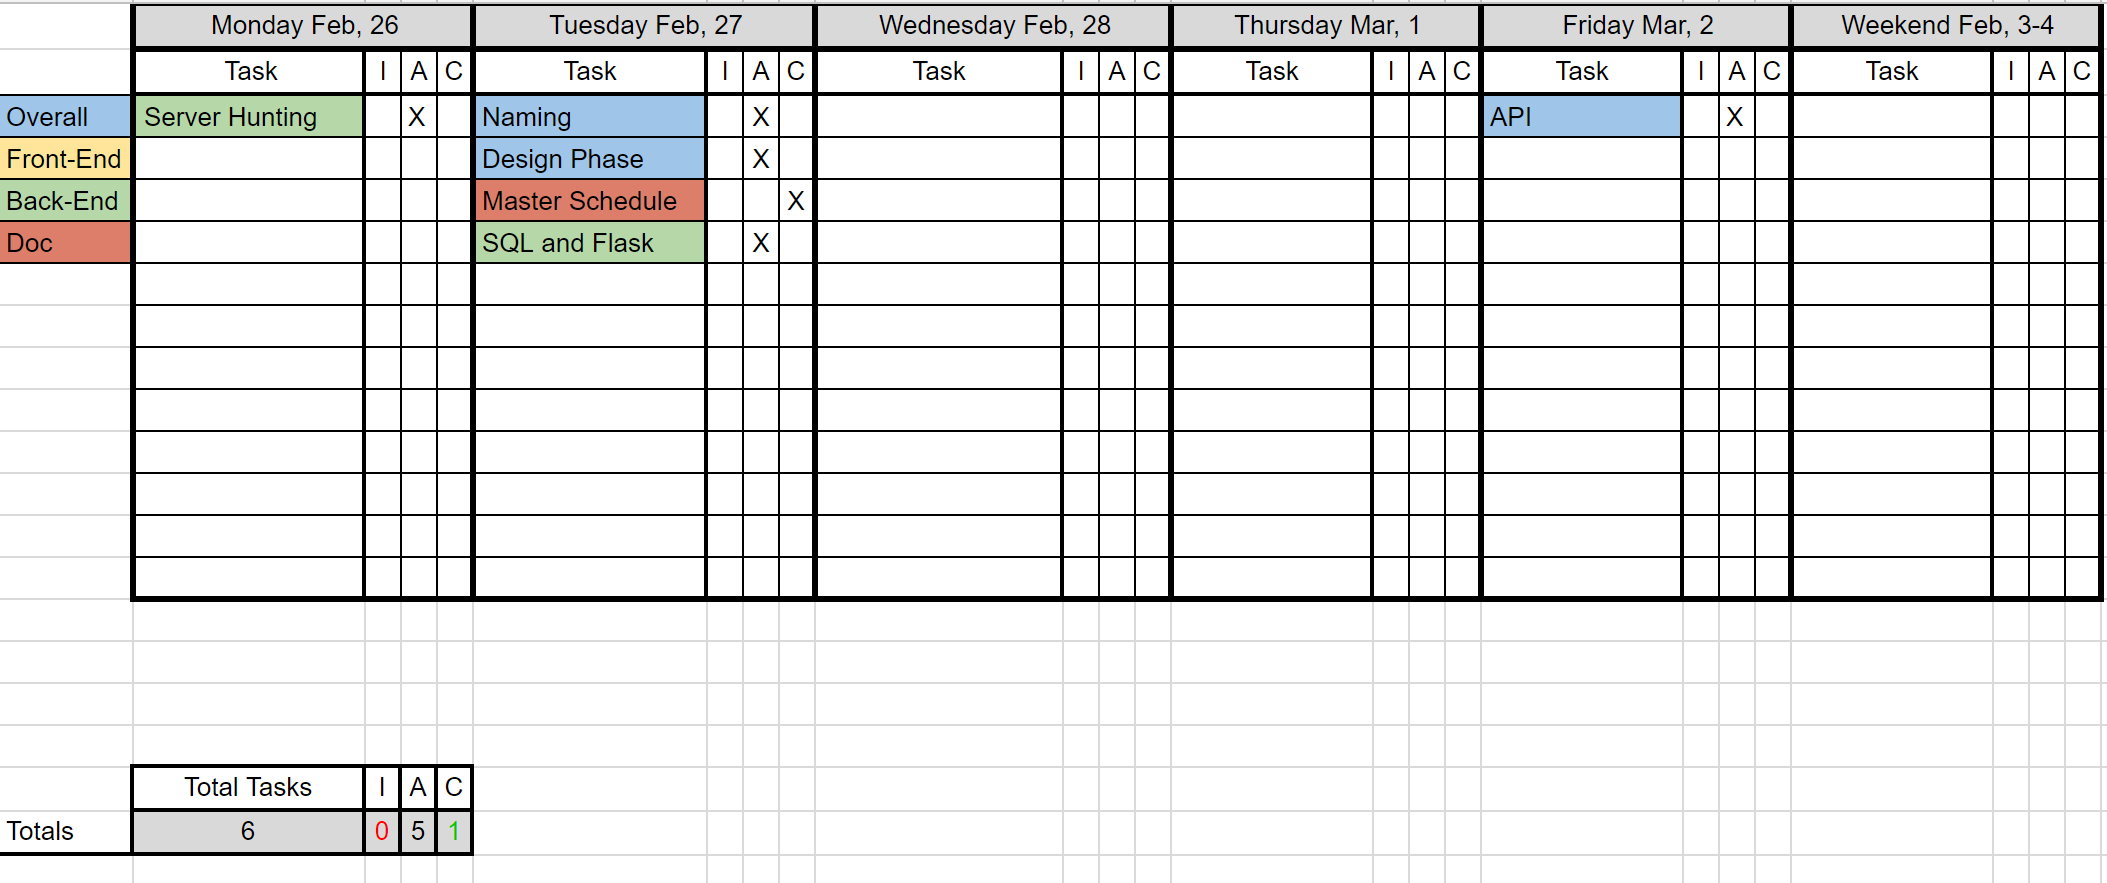 Monday Feb, 26 Tuesday Feb, 27 Wednesday Feb, 28 Thursday Mar, 1 Friday Mar, 2 Weekend Feb, 3-4
Task I A C Task I A C Task I A C Task I A C Task I A C Task I A C
Overall Server Hunting X Naming X API X
Front-End Design Phase X
Back-End Master Schedule X
Doc SQL and Flask X
Total Tasks I A C
Totals 6 0 5 1